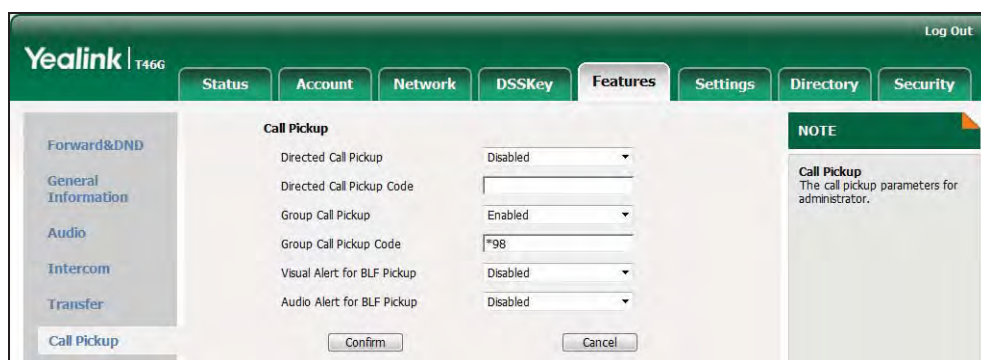 Log Out
Yealink T46G
Status Account Network DSSKey Features Settings Directory Security
Forward&DND
General
Information
Audio
Intercom
Transfer
Call Pickup
Call Pickup
Directed Call Pickup Disabled
Directed Call Pickup Code
Group Call Pickup Enabled
Group Call Pickup Code *98
Visual Alert for BLF Pickup Disabled
Audio Alert for BLF Pickup Disabled
Confirm Cancel
NOTE
Call Pickup
The call pickup parameters for
administrator.